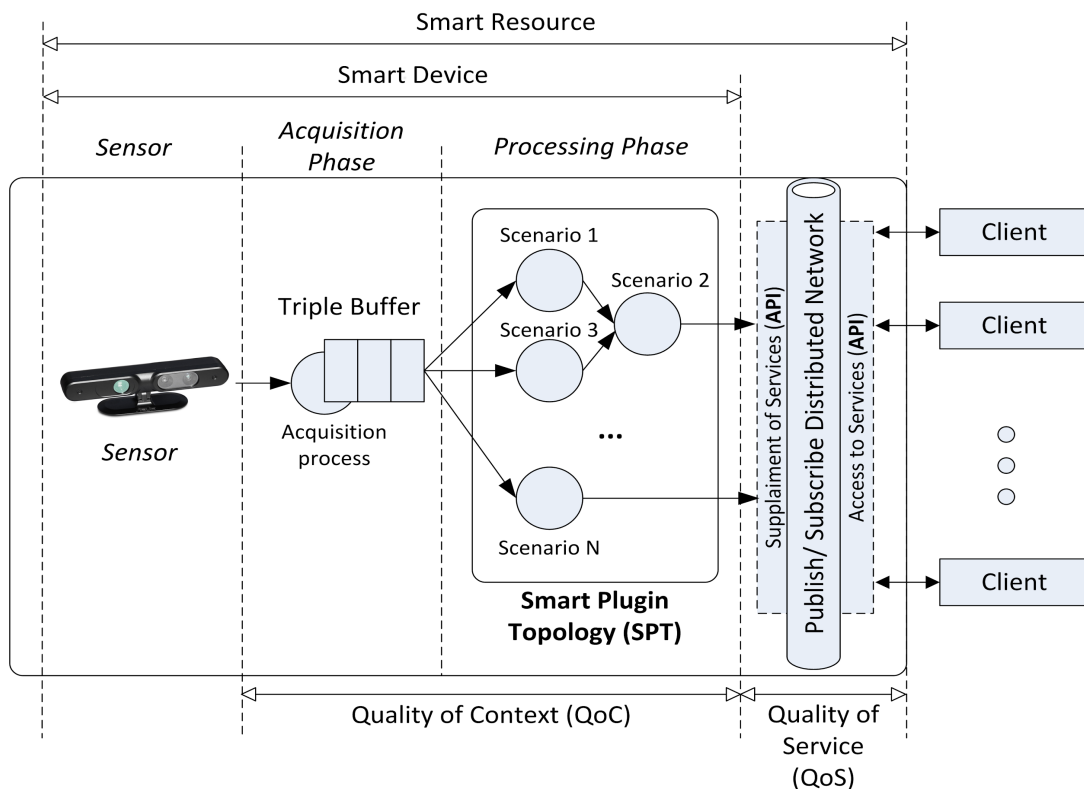 Smart Resource
Smart Device
Sensor
Acquisition
Phase
Processing Phase
Scenario 1
Scenario 2
Triple Buffer
Scenario 3
Sensor
Acquisition
process
...
Scenario N
Smart Plugin
Topology (SPT)
Supplaiment of Services (API)
Publish/ Subscribe Distributed Network
Access to Services (API)
Client
Client
Client
Quality of Context (QoC)
Quality of
Service
(QoS)